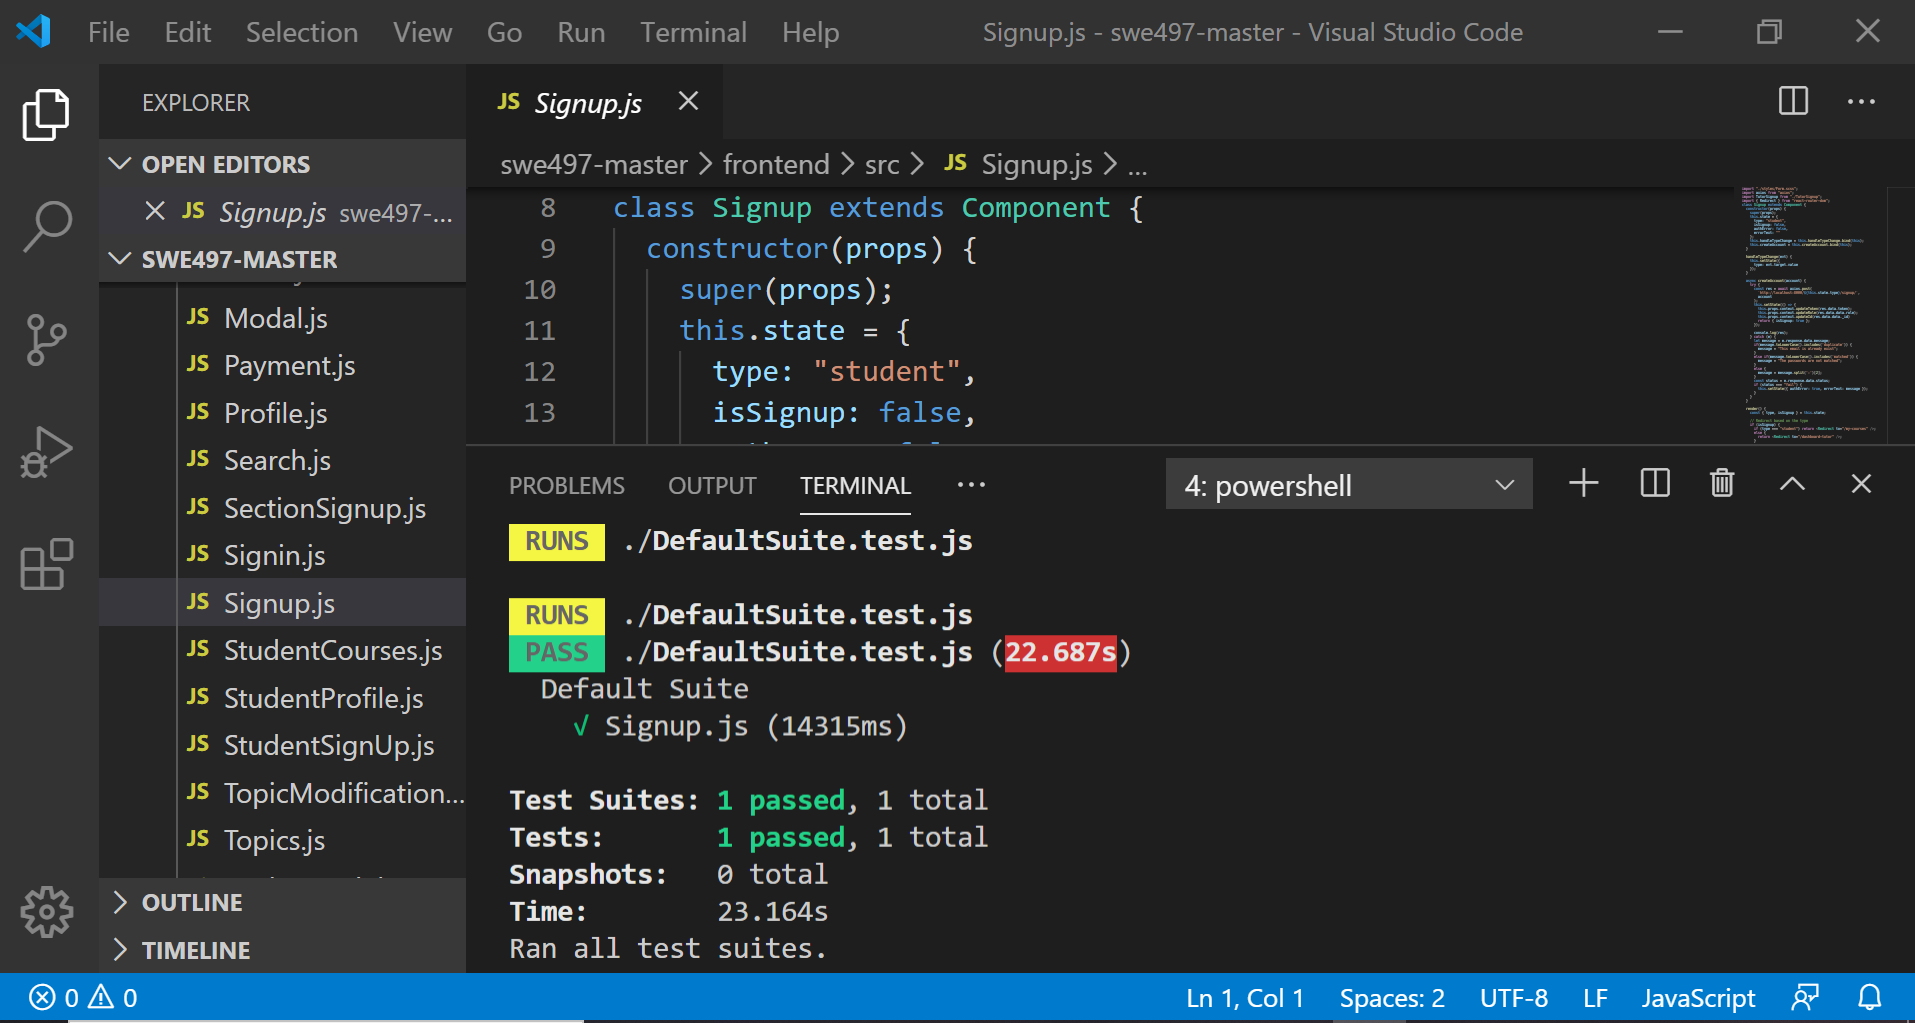 File Edit Selection View Go Run Terminal Help Signup.js - swe497-master - Visual Studio Code
EXPLORER
OPEN EDITORS
JS Signup.js swe497-...
SWE497-MASTER
JS Modal.js
JS Payment.js
JS Profile.js
JS Search.js
JS SectionSignup.js
JS Signin.js
JS Signup.js
JS StudentCourses.js
JS StudentProfile.js
JS StudentSignUp.js
JS TopicModification...
JS Topics.js
OUTLINE
TIMELINE
JS Signup.js
swe497-master > frontend > src > JS Signup.js > ...
8 class Signup extends Component {
9 constructor(props) {
10 super(props);
11 this.state = {
12 type: "student",
13 isSignup: false,
PROBLEMS OUTPUT TERMINAL ... 4: powershell
RUNS ./DefaultSuite.test.js
RUNS ./DefaultSuite.test.js
PASS ./DefaultSuite.test.js (22.687s)
Default Suite
√ Signup.js (14315ms)
Test Suites: 1 passed, 1 total
Tests: 1 passed, 1 total
Snapshots: 0 total
Time: 23.164s
Ran all test suites.
0 0 Ln 1, Col 1 Spaces: 2 UTF-8 LF JavaScript